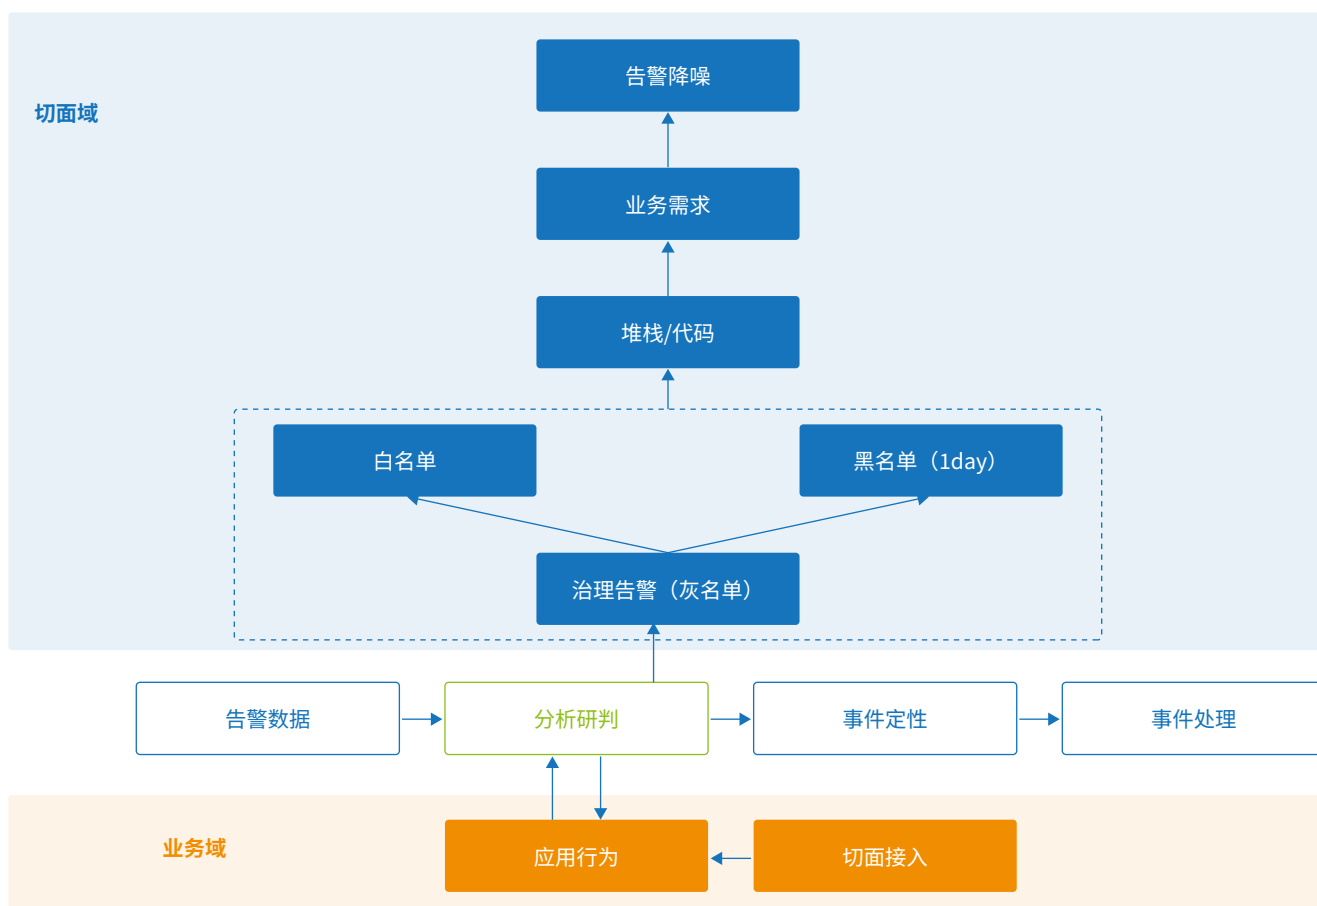 告警降噪
切面域
业务需求
堆栈/代码
白名单
黑名单（1day）
治理告警（灰名单）
告警数据
分析研判
事件定性
事件处理
业务域
应用行为
切面接入